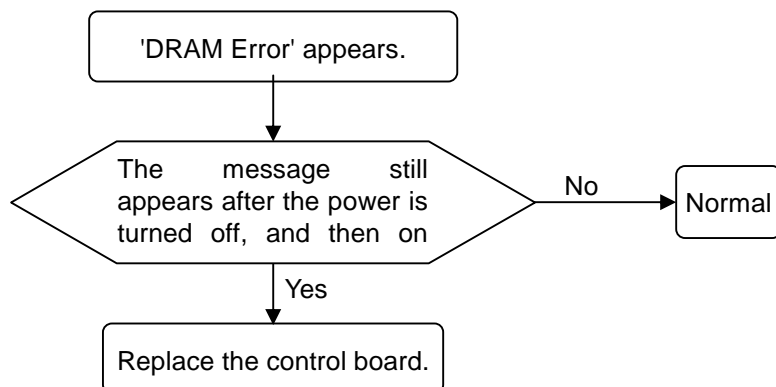 'DRAM Error' appears.
The message still
appears after the power is
turned off, and then on
No
Normal
Yes
Replace the control board.